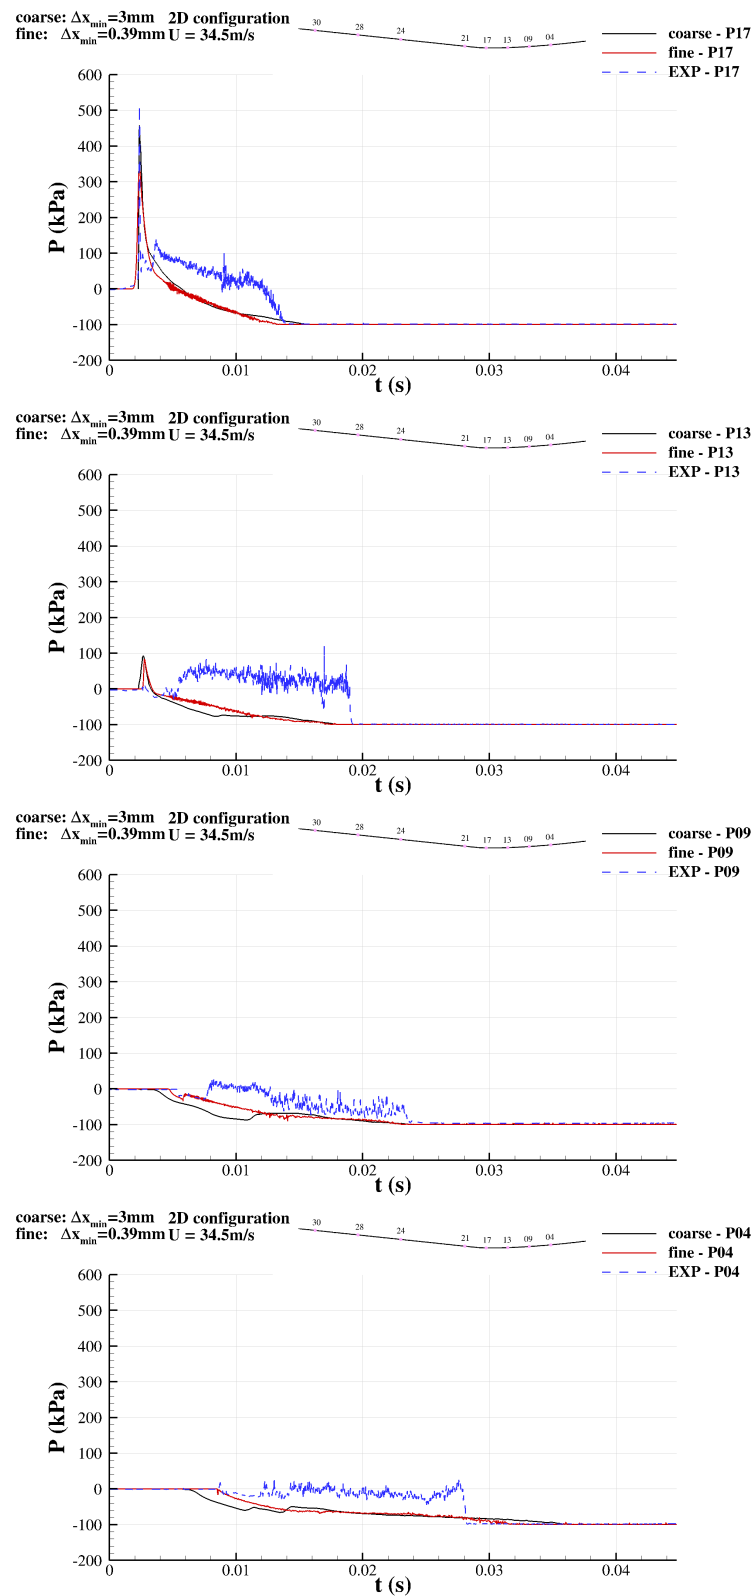 coarse: Δx_min=3mm 2D configuration
fine: Δx_min=0.39mm U = 34.5m/s
30 28 24 21 17 13 09 04
coarse - P17
fine - P17
EXP - P17
600
500
400
300
200
100
0
-100
-200
P (kPa)
0 0.01 0.02 0.03 0.04
t (s)
coarse: Δx_min=3mm 2D configuration
fine: Δx_min=0.39mm U = 34.5m/s
30 28 24 21 17 13 09 04
coarse - P13
fine - P13
EXP - P13
600
500
400
300
200
100
0
-100
-200
P (kPa)
0 0.01 0.02 0.03 0.04
t (s)
coarse: Δx_min=3mm 2D configuration
fine: Δx_min=0.39mm U = 34.5m/s
30 28 24 21 17 13 09 04
coarse - P09
fine - P09
EXP - P09
600
500
400
300
200
100
0
-100
-200
P (kPa)
0 0.01 0.02 0.03 0.04
t (s)
coarse: Δx_min=3mm 2D configuration
fine: Δx_min=0.39mm U = 34.5m/s
30 28 24 21 17 13 09 04
coarse - P04
fine - P04
EXP - P04
600
500
400
300
200
100
0
-100
-200
P (kPa)
0 0.01 0.02 0.03 0.04
t (s)